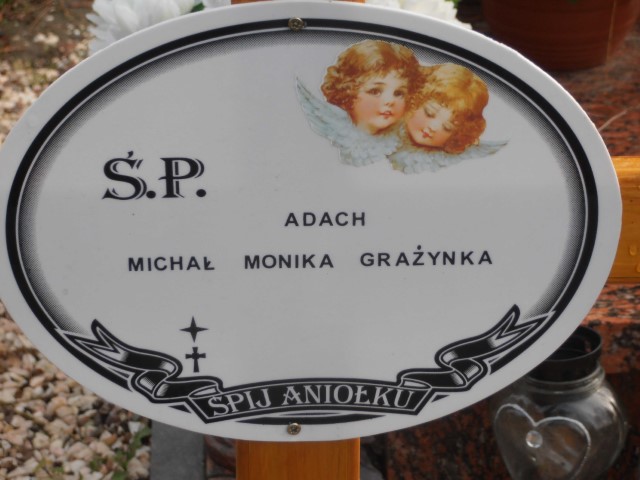 Ś.P.
ADACH
MICHAŁ MONIKA GRAŻYNKA
ŚPIJ ANIOŁKU